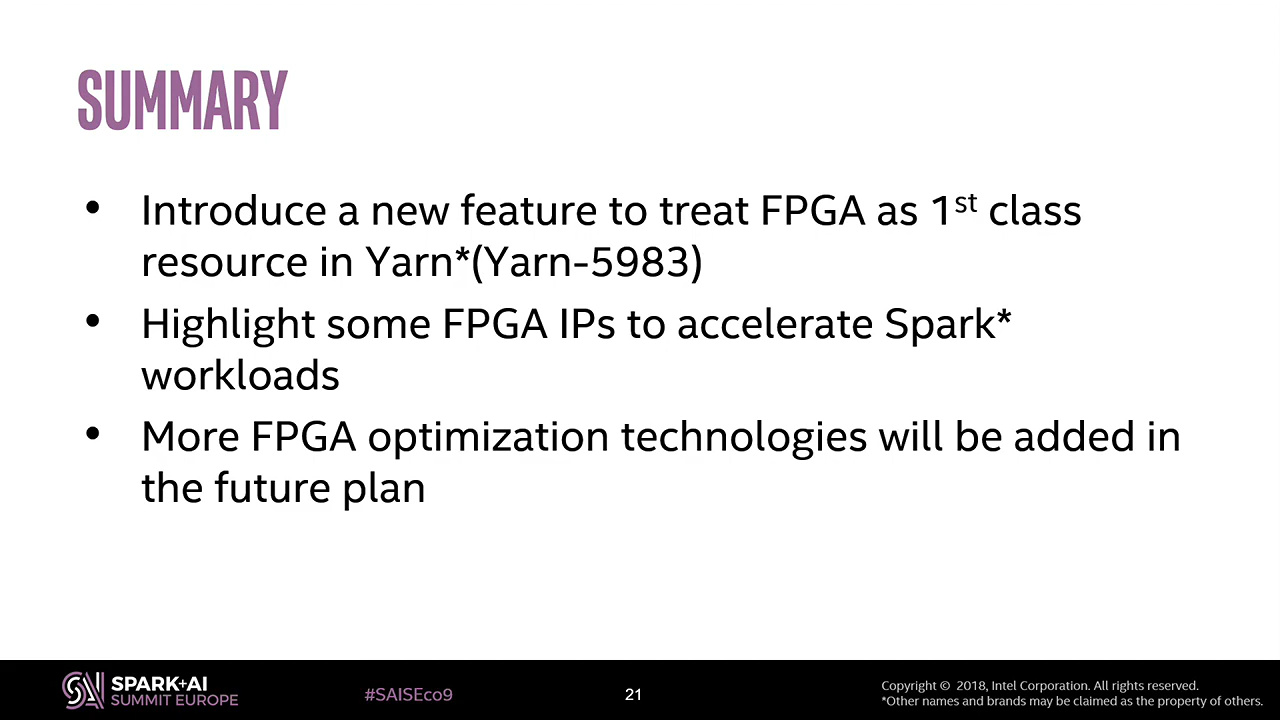 SUMMARY
• Introduce a new feature to treat FPGA as 1st class
resource in Yarn*(Yarn-5983)
• Highlight some FPGA IPs to accelerate Spark*
workloads
• More FPGA optimization technologies will be added in
the future plan
SPARK+AI
SUMMIT EUROPE
#SAISEco9
21
Copyright © 2018, Intel Corporation. All rights reserved.
*Other names and brands may be claimed as the property of others.